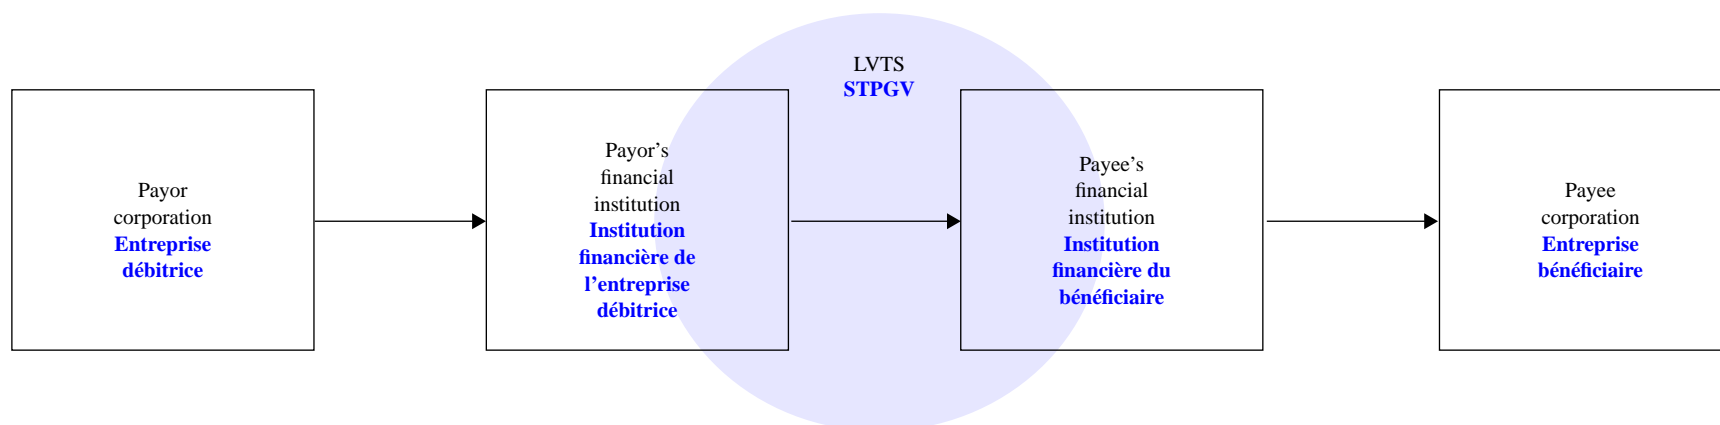 LVTS
STPGV
Payor
corporation
Entreprise
débitrice
Payor’s
financial
institution
Institution
financière de
l’entreprise
débitrice
Payee's
financial
institution
Institution
financière du
bénéficiaire
Payee
corporation
Entreprise
bénéficiaire